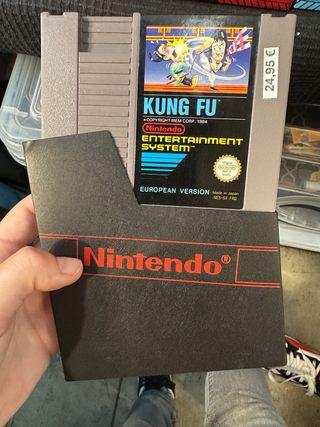 KUNG FU
*COPYRIGHT IREM CORP. 1984
Nintendo
ENTERTAINMENT
SYSTEM™
EUROPEAN VERSION
Made in Japan
NES-SX-FRG
24,95 €
Nintendo®